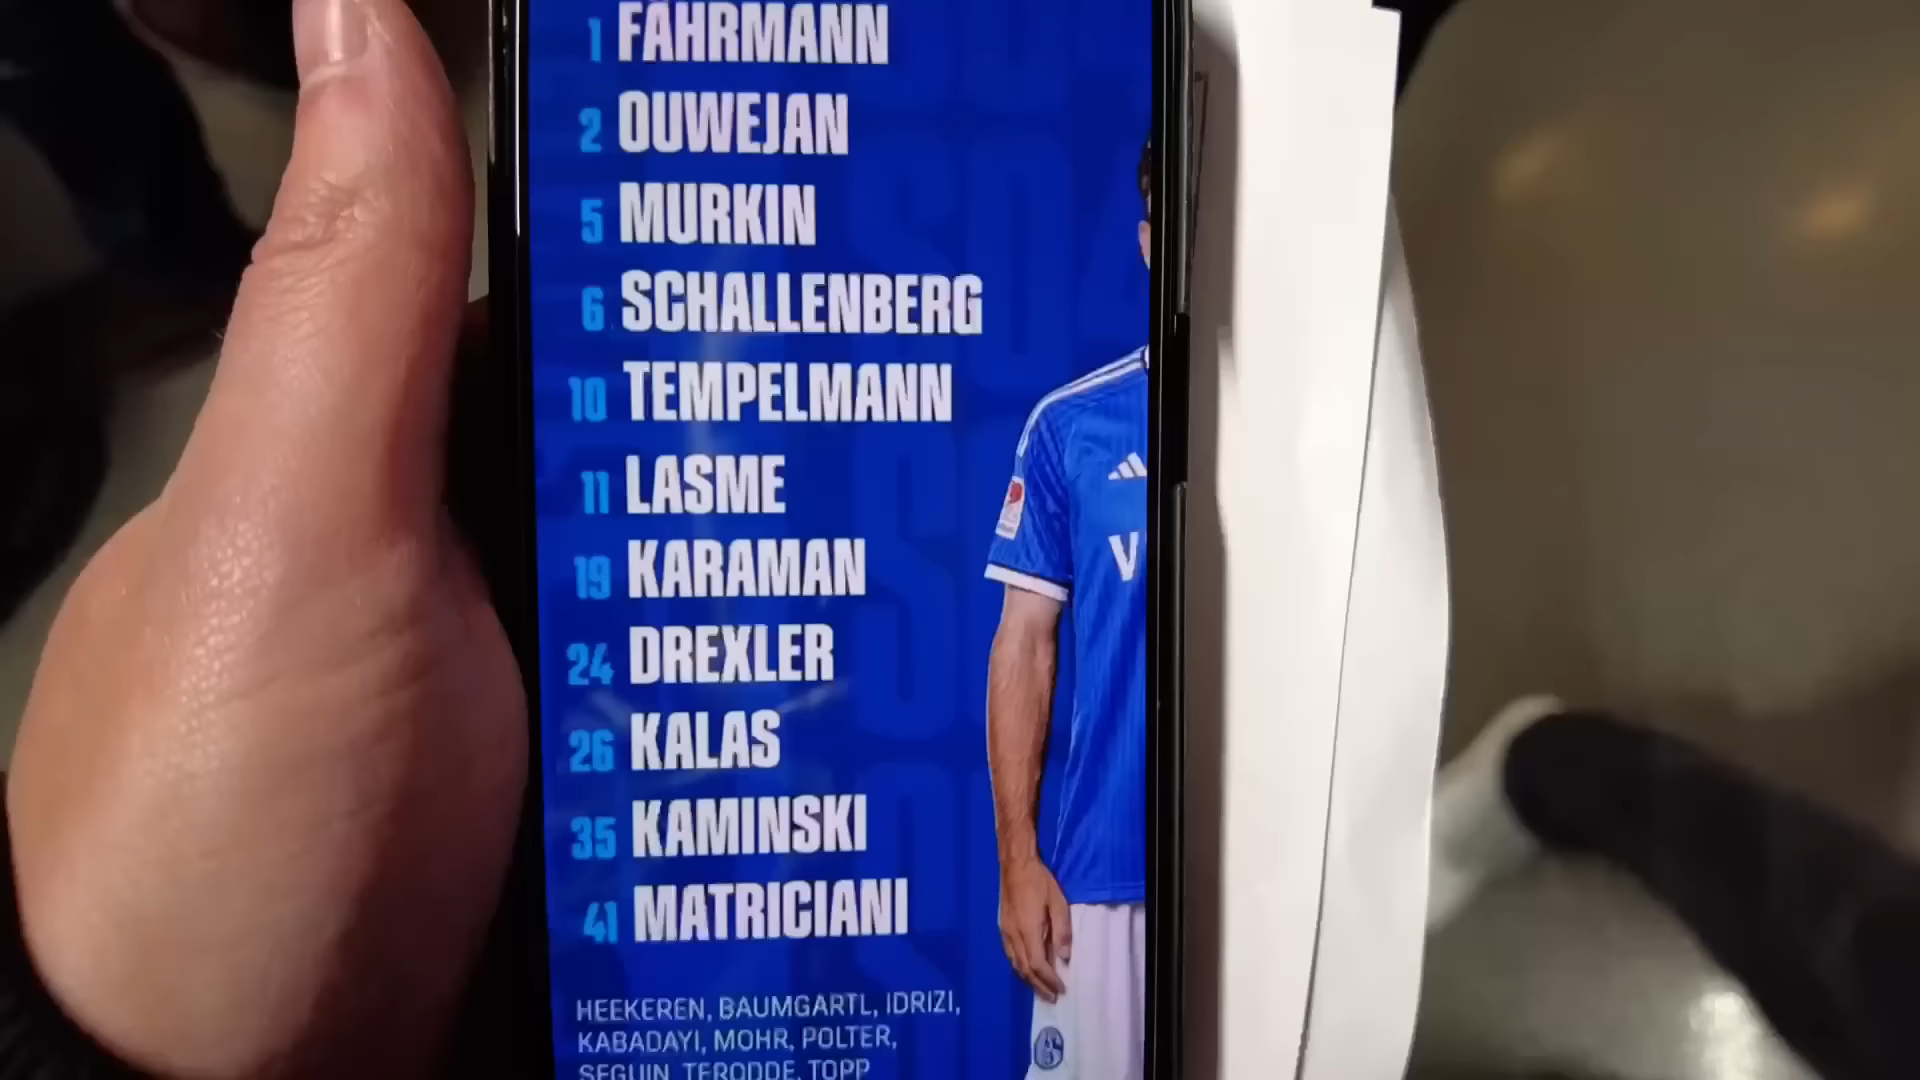 1 FÄHRMANN
2 OUWEJAN
5 MURKIN
6 SCHALLENBERG
10 TEMPELMANN
11 LASME
19 KARAMAN
24 DREXLER
26 KALAS
35 KAMINSKI
41 MATRICIANI
V
HEEKEREN, BAUMGARTL, IDRIZI,
KABADAYI, MOHR, POLTER,
SEGUIN, TERODDE, TOPP